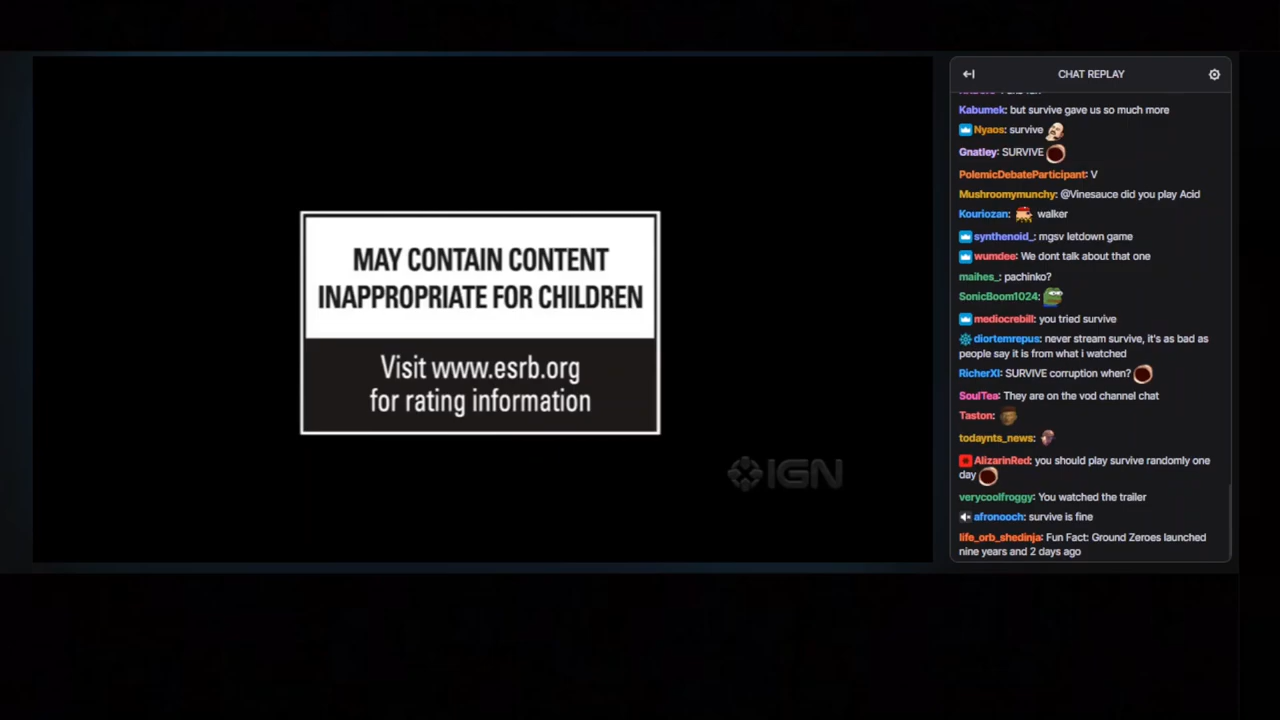 CHAT REPLAY
Kabumek: but survive gave us so much more
Nyaos: survive
Gnatley: SURVIVE
PolemicDebateParticipant: V
Mushroomymunchy: @Vinesauce did you play Acid
Kouriozan: walker
synthenoid_: mgsv letdown game
wumdee: We dont talk about that one
maihes_: pachinko?
SonicBoom1024:
mediocrebill: you tried survive
diortemrepus: never stream survive, it's as bad as
people say it is from what i watched
RicherXI: SURVIVE corruption when?
SoulTea: They are on the vod channel chat
Taston:
todaynts_news:
AlizarinRed: you should play survive randomly one
day
verycoolfroggy: You watched the trailer
afronooch: survive is fine
life_orb_shedinja: Fun Fact: Ground Zeroes launched
nine years and 2 days ago
MAY CONTAIN CONTENT
INAPPROPRIATE FOR CHILDREN
Visit www.esrb.org
for rating information
IGN